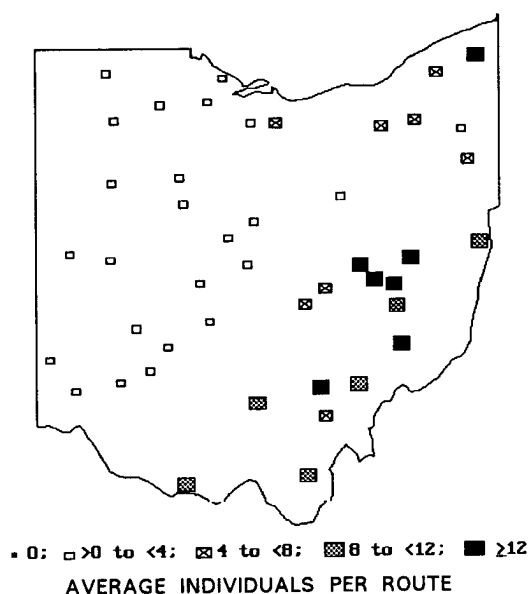 ▪ 0; □ >0 to <4; ⊠ 4 to <8; ▩ 8 to <12; ■ ≥12
AVERAGE INDIVIDUALS PER ROUTE